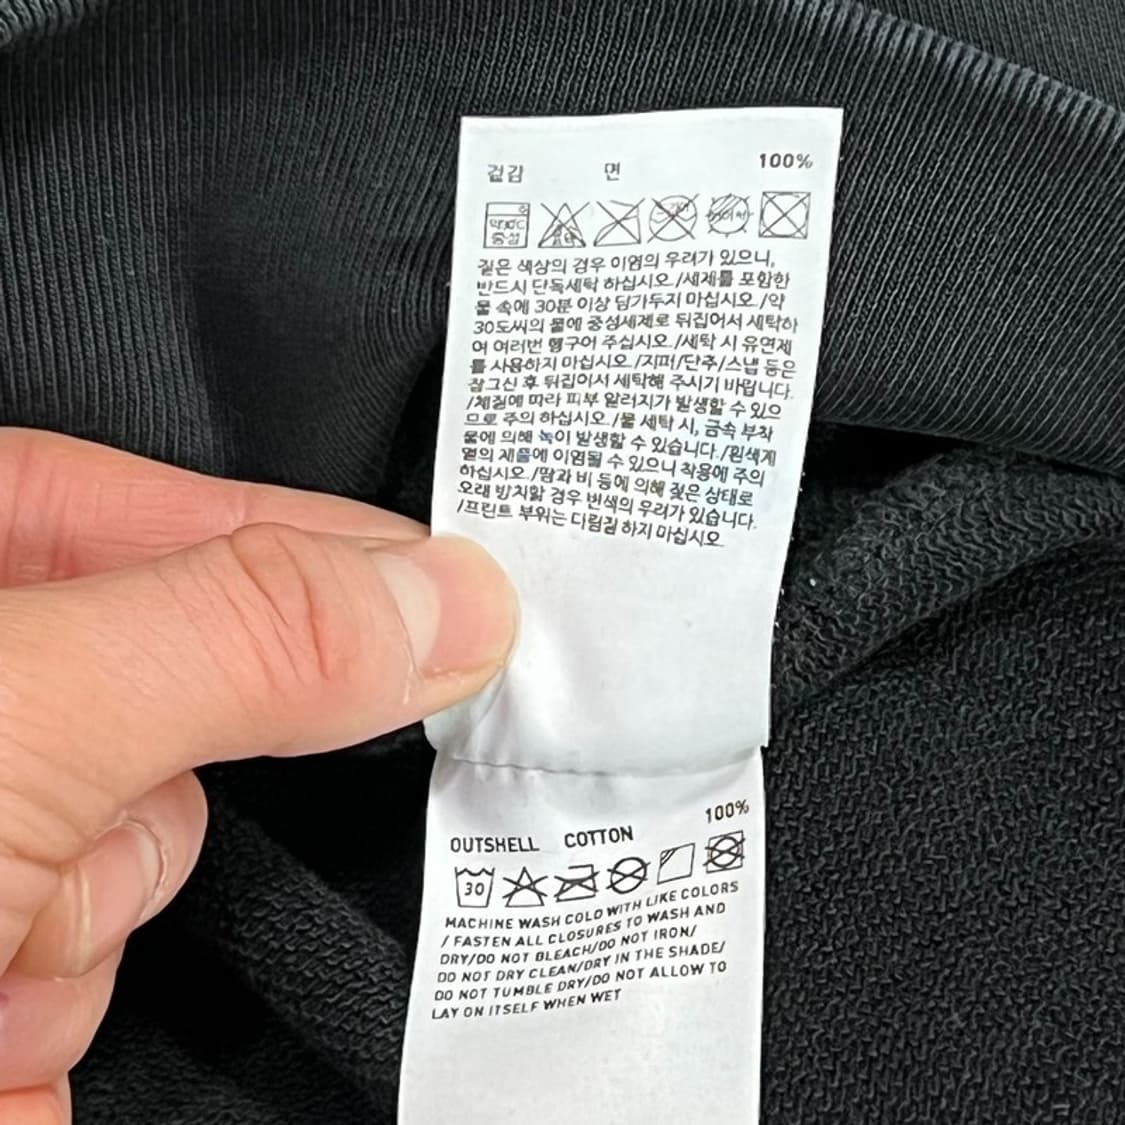 겉감 면 100%
약30℃
중성
짙은 색상의 경우 이염의 우려가 있으니,
반드시 단독세탁 하십시오./세제를 포함한
물 속에 30분 이상 담가두지 마십시오./약
30도씨의 물에 중성세제로 뒤집어서 세탁하
여 여러번 헹구어 주십시오./세탁 시 유연제
를 사용하지 마십시오./지퍼/단추/스냅 등은
잠그신 후 뒤집어서 세탁해 주시기 바랍니다.
/체질에 따라 피부 알러지가 발생할 수 있으
므로 주의 하십시오./물 세탁 시, 금속 부착
물에 의해 녹이 발생할 수 있습니다./흰색계
열의 제품에 이염될 수 있으니 착용에 주의
하십시오./땀과 비 등에 의해 젖은 상태로
오래 방치할 경우 변색의 우려가 있습니다.
/프린트 부위는 다림질 하지 마십시오.
OUTSHELL COTTON 100%
30
MACHINE WASH COLD WITH LIKE COLORS
/ FASTEN ALL CLOSURES TO WASH AND
DRY/DO NOT BLEACH/DO NOT IRON/
DO NOT DRY CLEAN/DRY IN THE SHADE/
DO NOT TUMBLE DRY/DO NOT ALLOW TO
LAY ON ITSELF WHEN WET